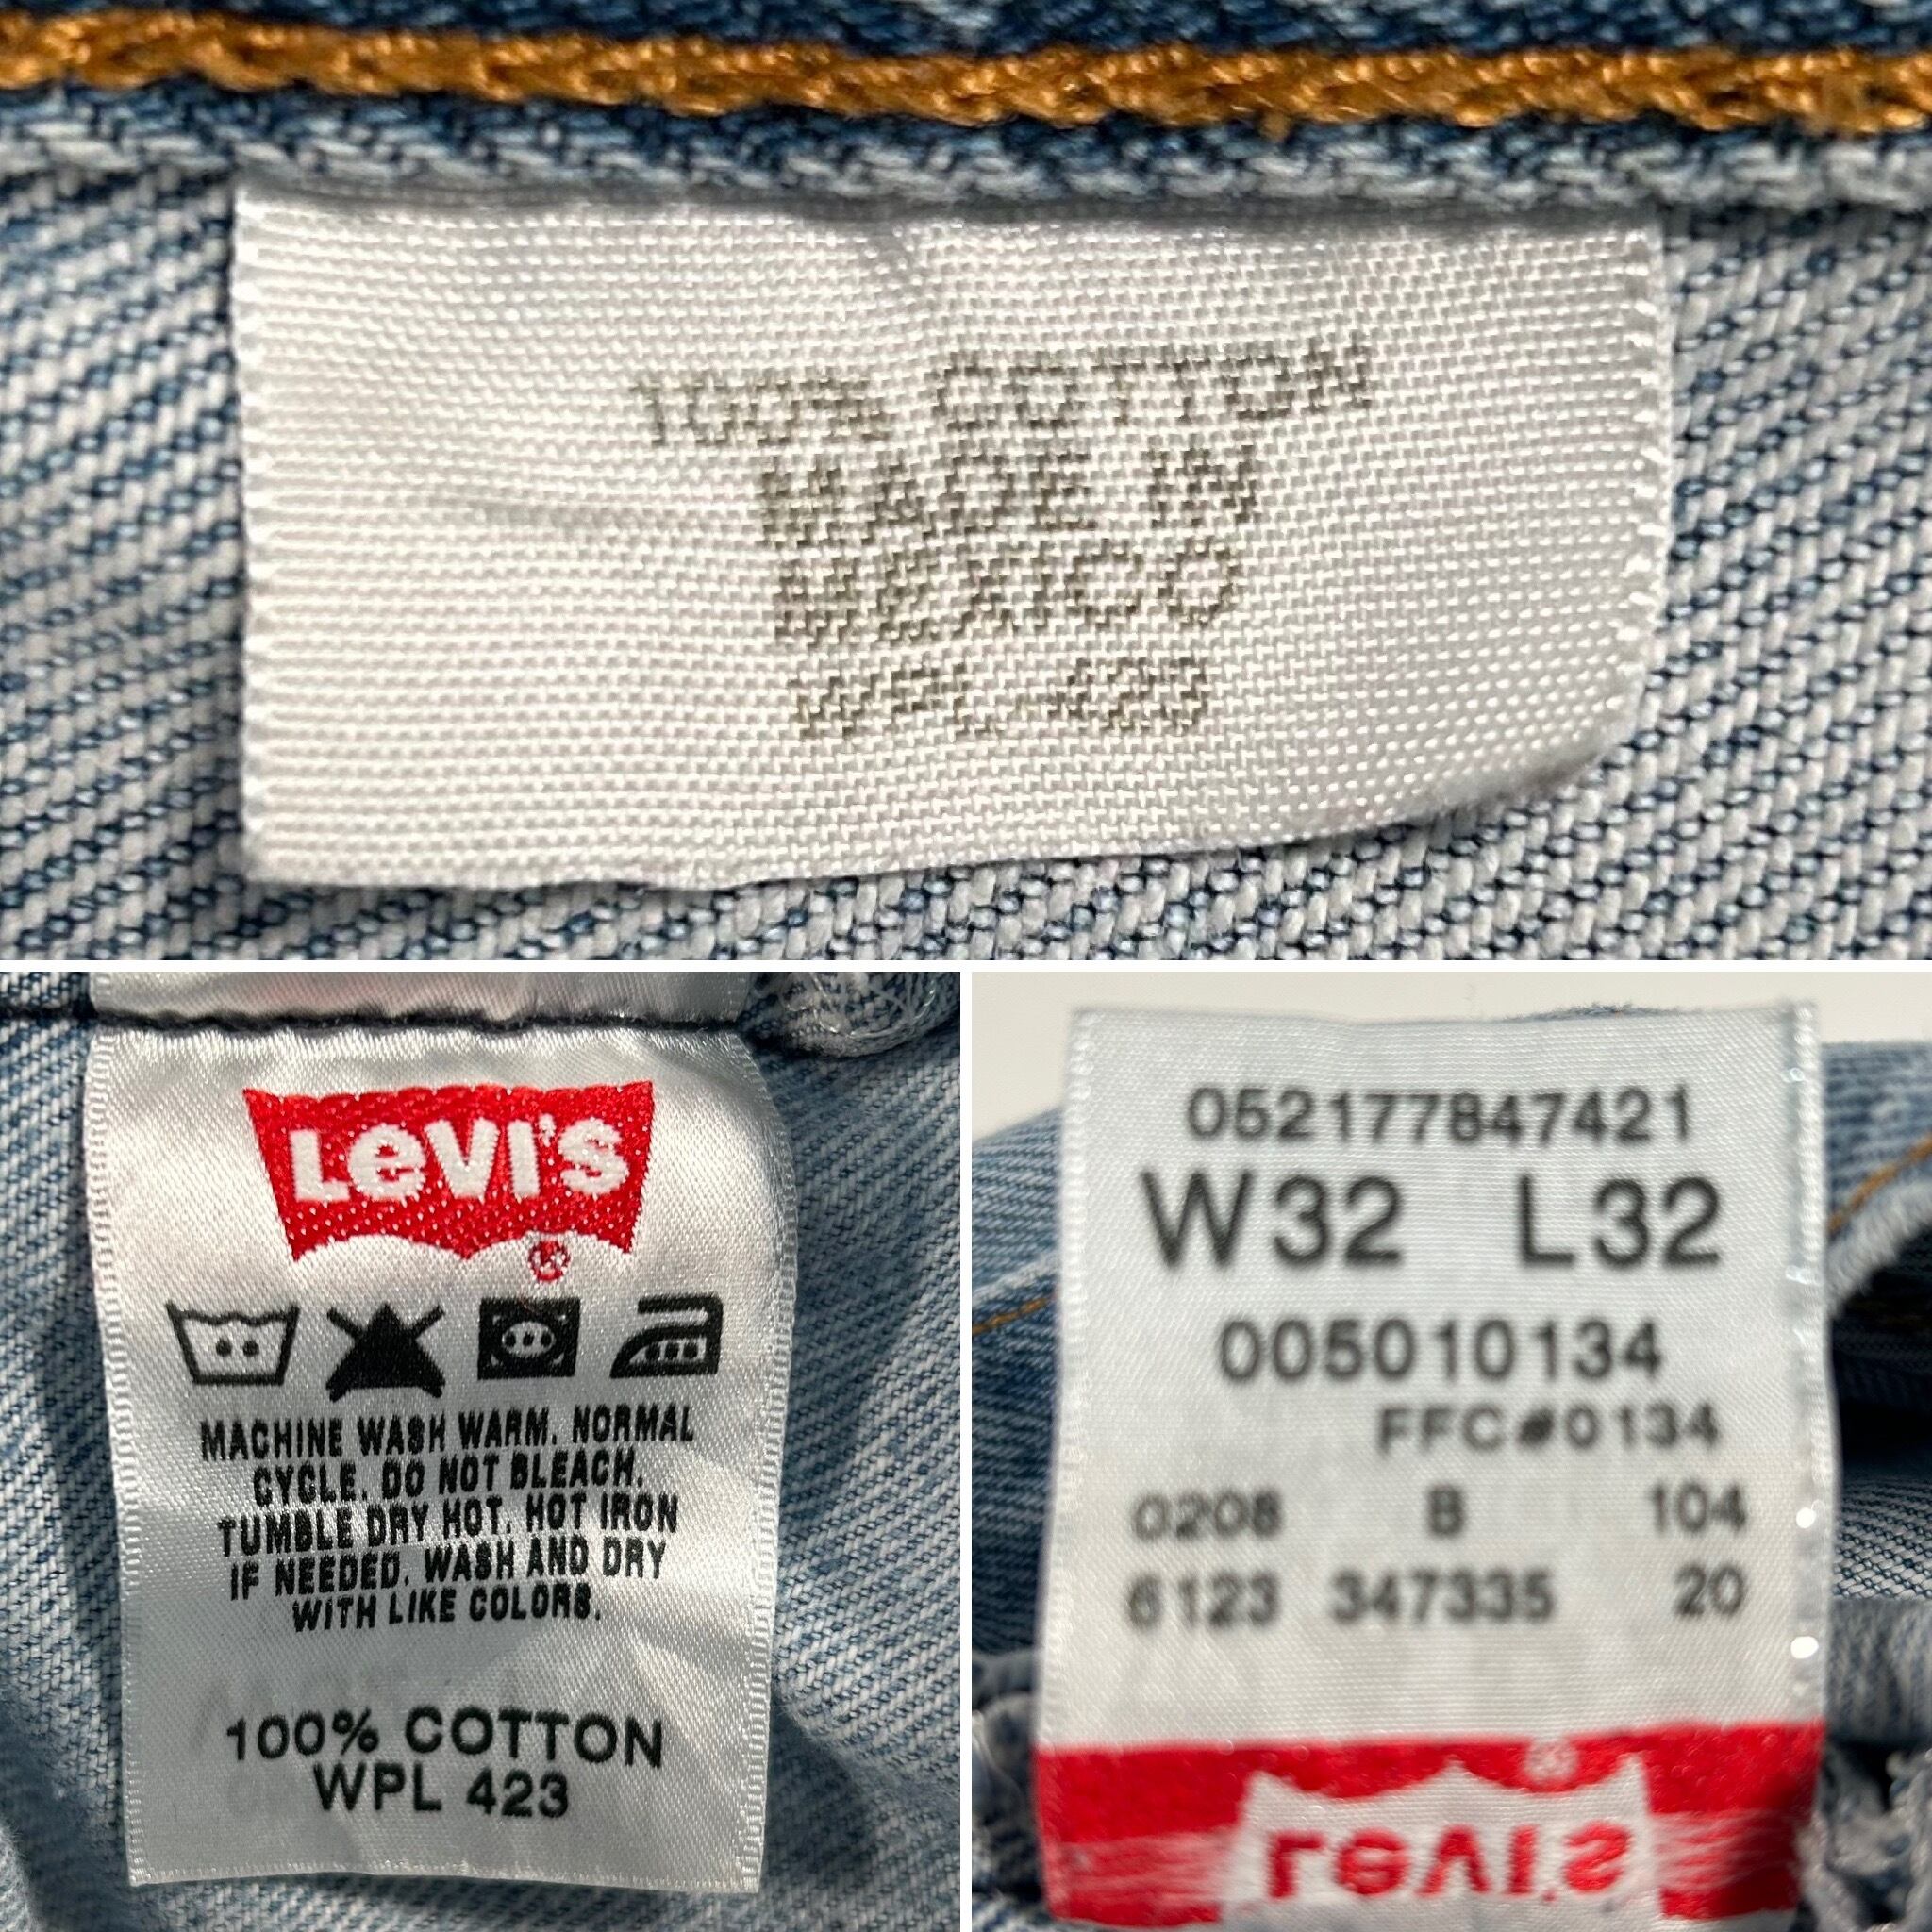 100% COTTON
MADE IN
MEXICO
WPL 423
LEVI'S
®
MACHINE WASH WARM. NORMAL
CYCLE. DO NOT BLEACH.
TUMBLE DRY HOT. HOT IRON
IF NEEDED. WASH AND DRY
WITH LIKE COLORS.
100% COTTON
WPL 423
052177847421
W32 L32
005010134
FFC#0134
0208 B 104
6123 347335 20
LEVI'S